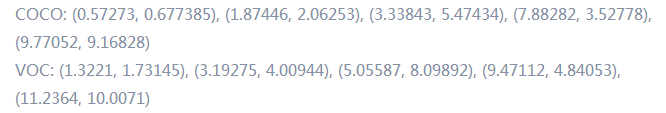 COCO: (0.57273, 0.677385), (1.87446, 2.06253), (3.33843, 5.47434), (7.88282, 3.52778),
(9.77052, 9.16828)
VOC: (1.3221, 1.73145), (3.19275, 4.00944), (5.05587, 8.09892), (9.47112, 4.84053),
(11.2364, 10.0071)